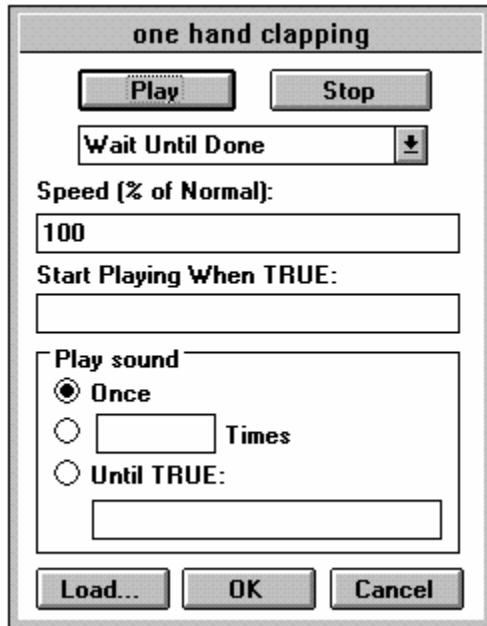 one hand clapping
Play Stop
Wait Until Done
Speed (% of Normal):
100
Start Playing When TRUE:
Play sound
Once
Times
Until TRUE:
Load... OK Cancel